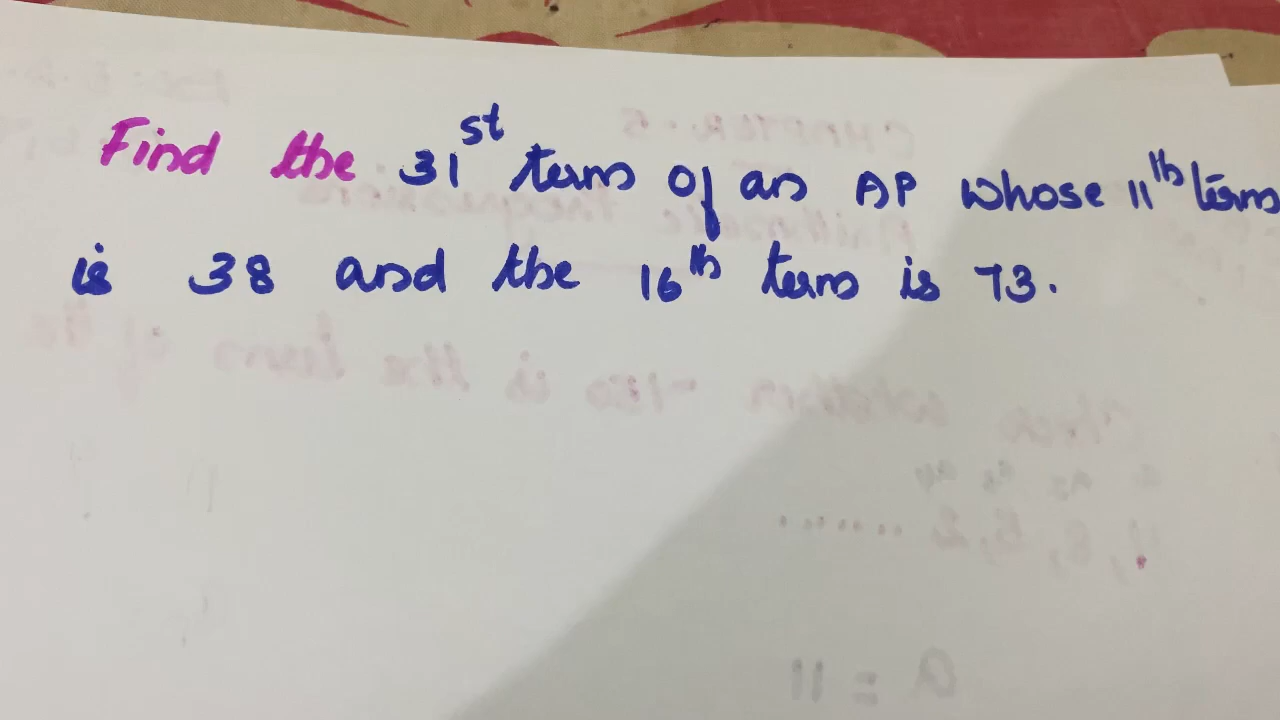 Find the 31st term of an AP whose 11th term
is 38 and the 16th term is 73.